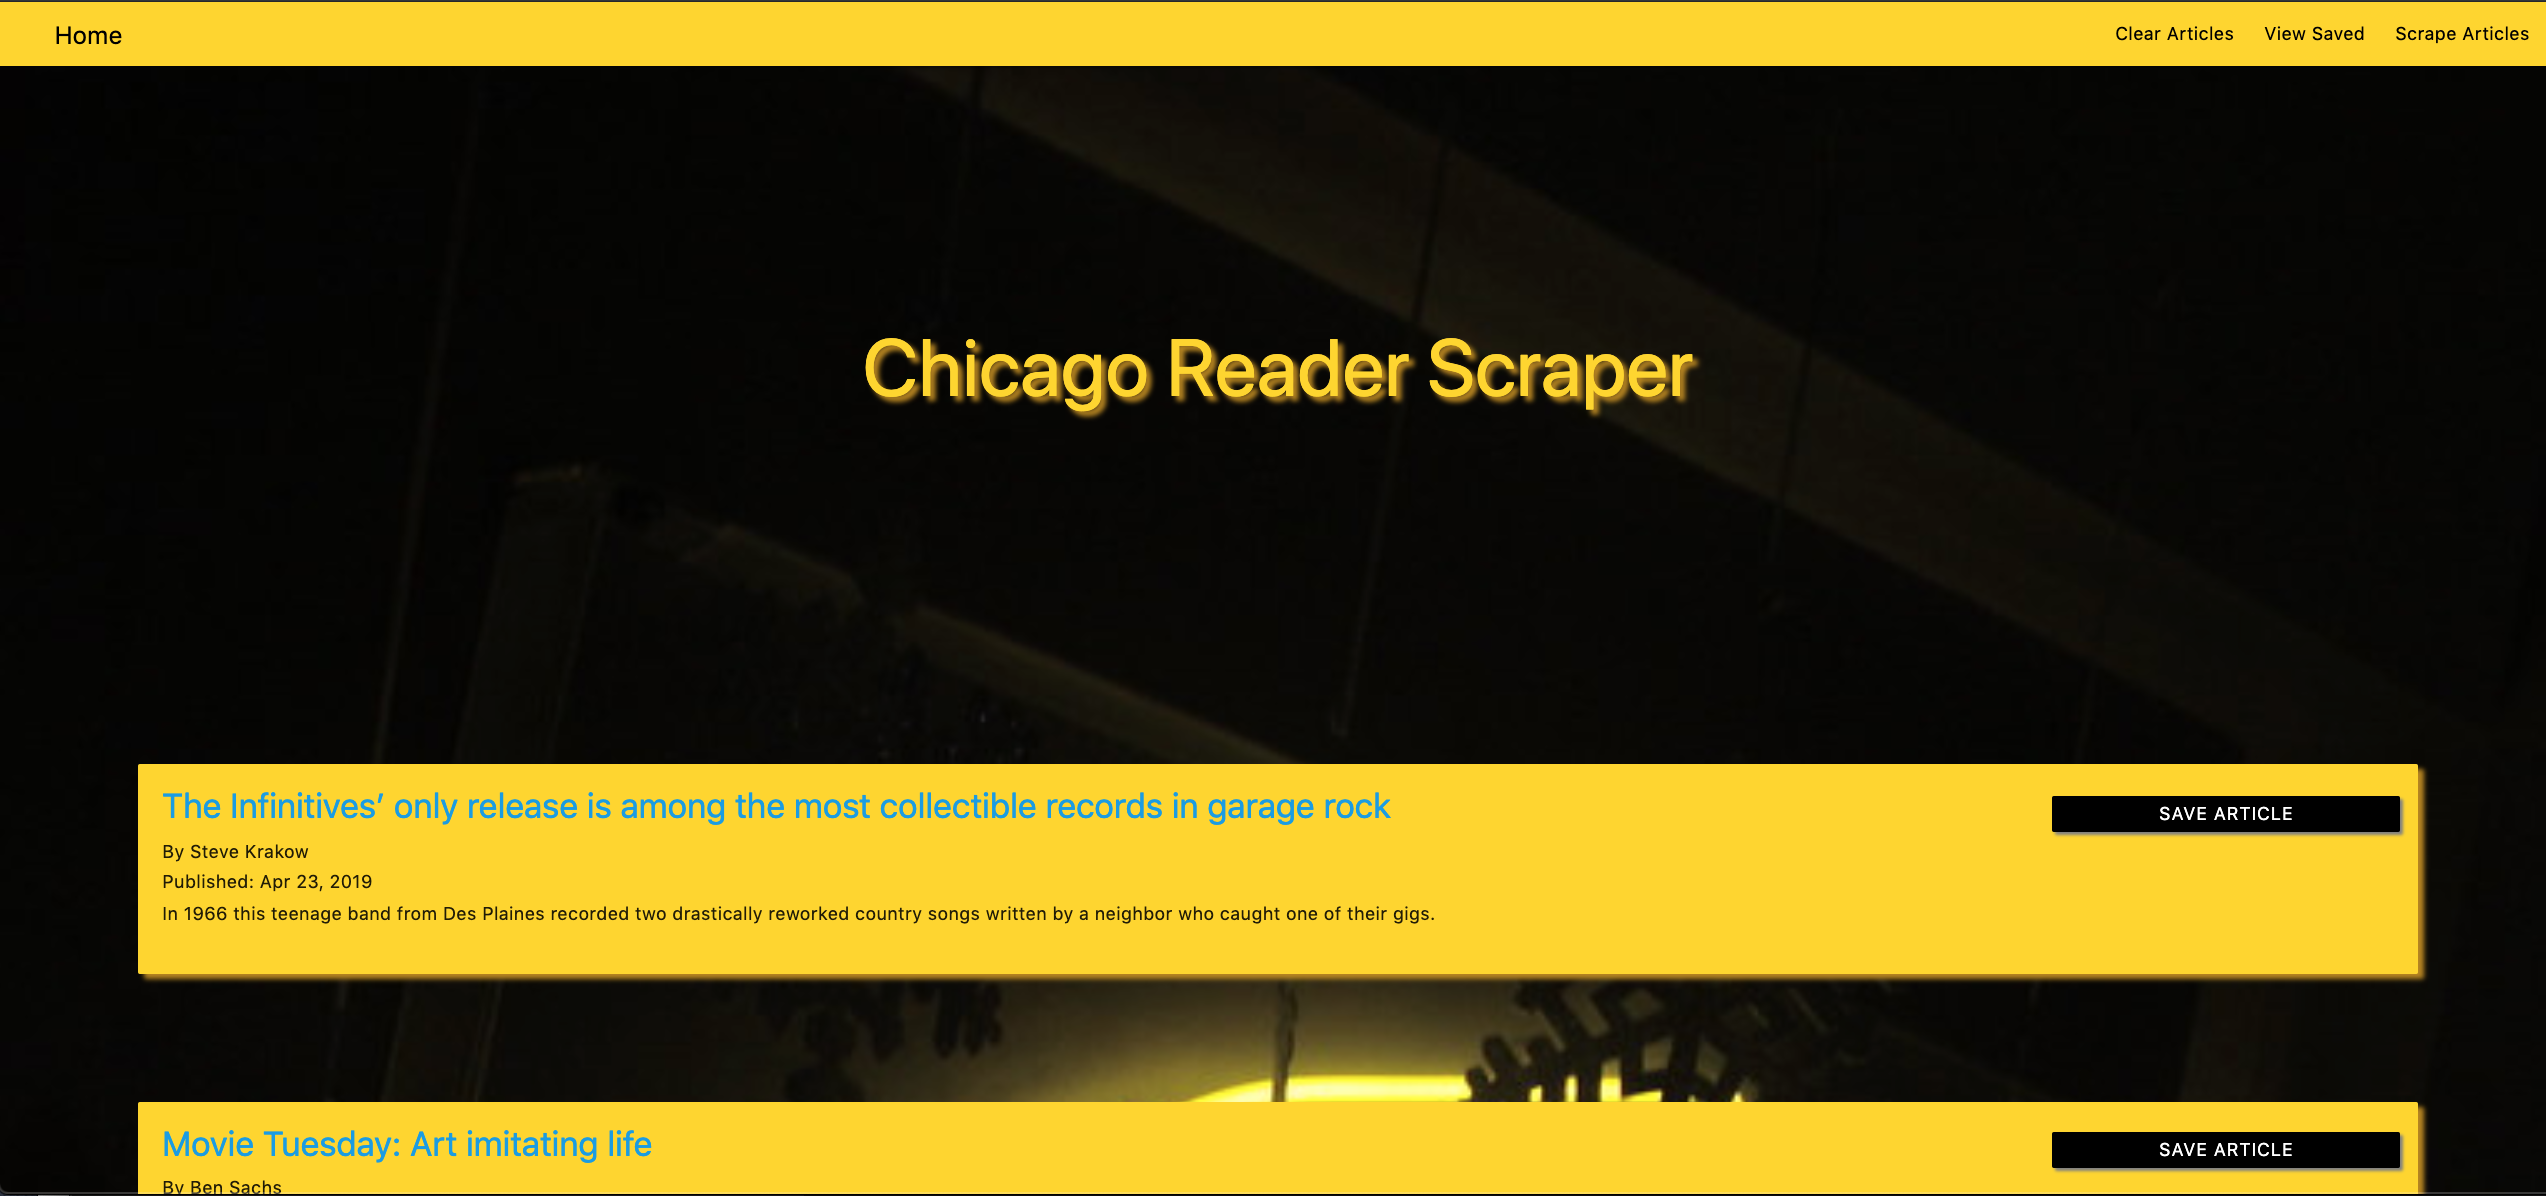 Home
Clear Articles
View Saved
Scrape Articles
Chicago Reader Scraper
The Infinitives’ only release is among the most collectible records in garage rock
SAVE ARTICLE
By Steve Krakow
Published: Apr 23, 2019
In 1966 this teenage band from Des Plaines recorded two drastically reworked country songs written by a neighbor who caught one of their gigs.
Movie Tuesday: Art imitating life
SAVE ARTICLE
By Ben Sachs